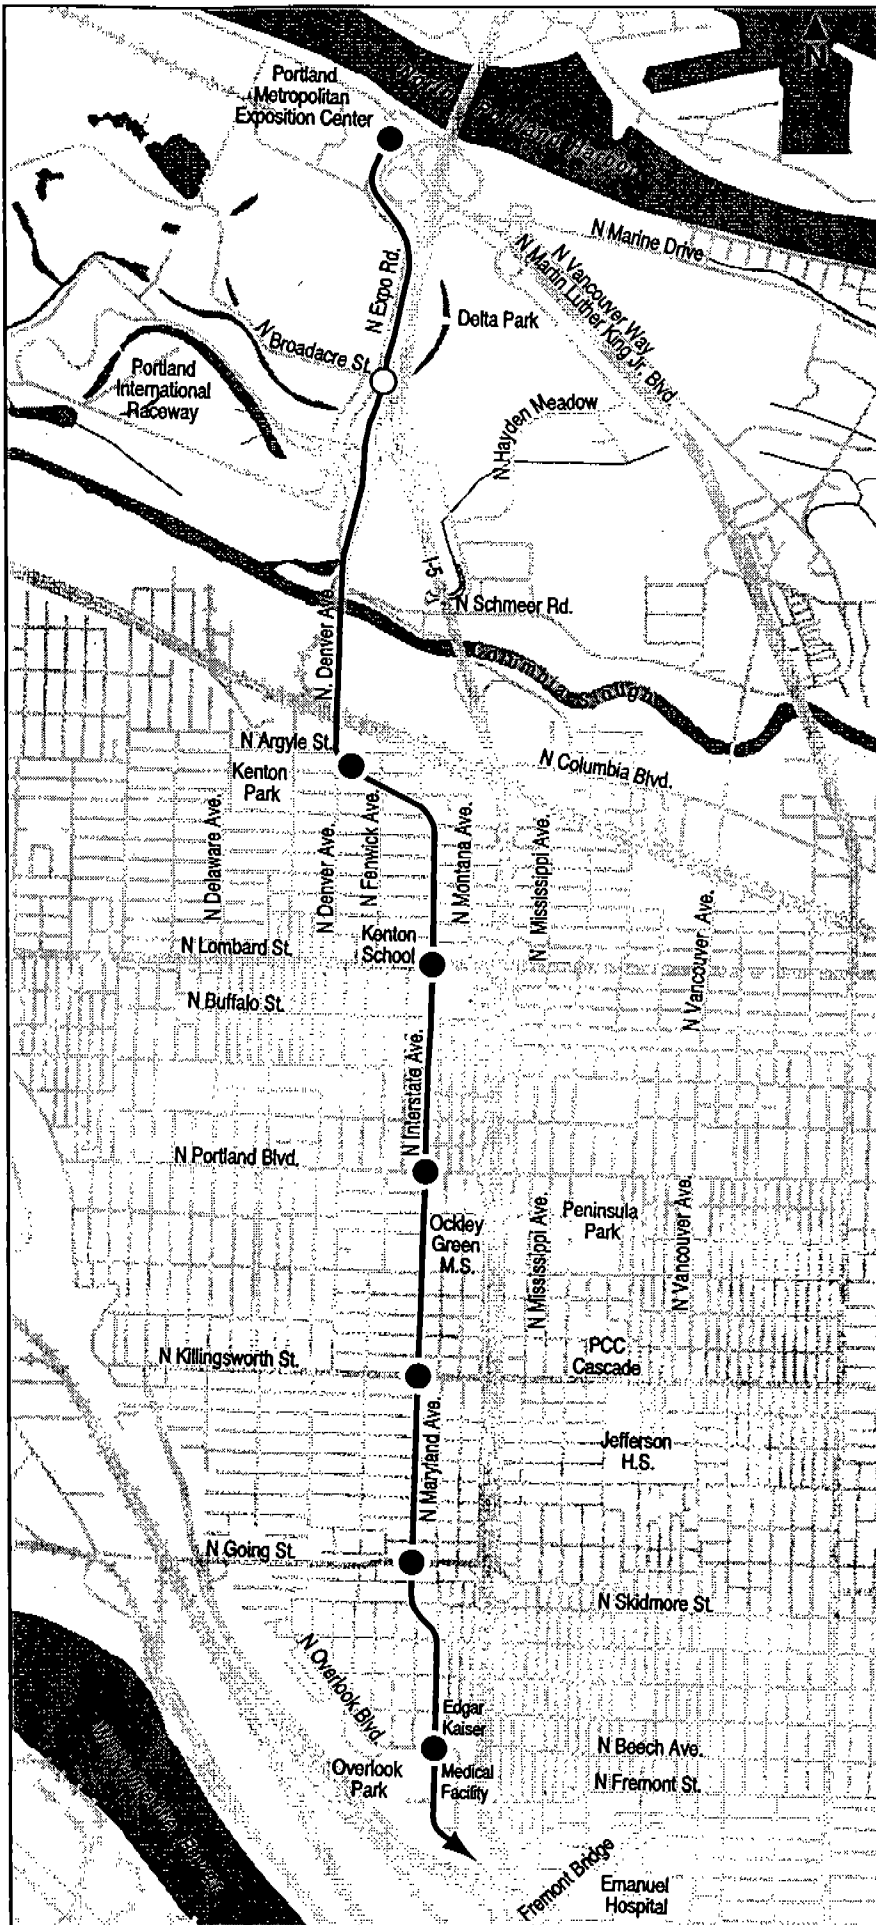 N
Portland
Metropolitan
Exposition Center
North Portland Harbor
N Marine Drive
N Vancouver Way
N Martin Luther King Jr. Blvd
N Expo Rd.
Delta Park
N Broadacre St.
Portland
International
Raceway
N Hayden Meadow
I-5
N Schmeer Rd.
N. Denver Ave.
Columbia Slough
N Argyle St.
Kenton
Park
N Columbia Blvd.
N Delaware Ave.
N Denver Ave.
N Fenwick Ave.
N Montana Ave.
N Mississippi Ave.
N Vancouver Ave.
N Lombard St.
Kenton
School
N Buffalo St.
N Interstate Ave.
N Portland Blvd.
Ockley
Green
M.S.
N Mississippi Ave.
Peninsula
Park
N Vancouver Ave.
N Killingsworth St.
PCC
Cascade
N Maryland Ave.
Jefferson
H.S.
N Going St.
N Skidmore St.
N Overlook Blvd.
Edgar
Kaiser
Medical
Facility
N Beech Ave.
Overlook
Park
N Fremont St.
Fremont Bridge
Emanuel
Hospital